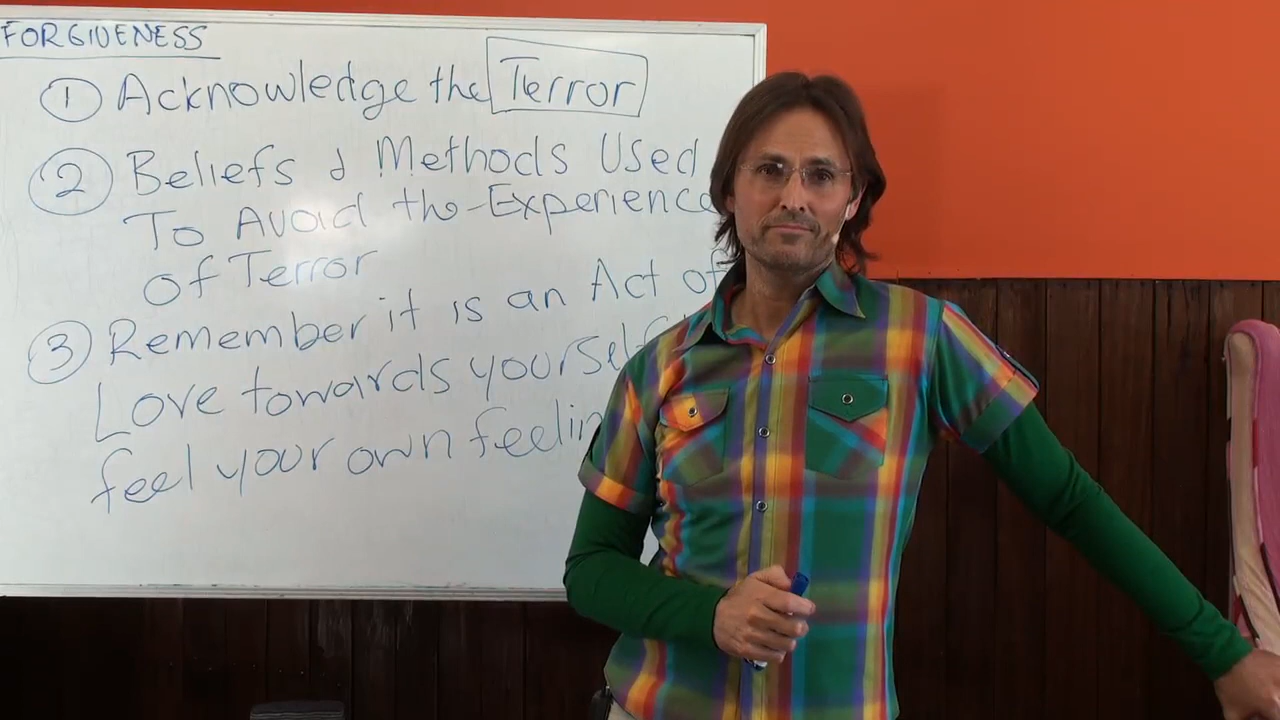 FORGIVENESS
1 Acknowledge the Terror
2 Beliefs & Methods Used
To Avoid the Experience
of Terror
3 Remember it is an Act of
Love towards yourself
feel your own